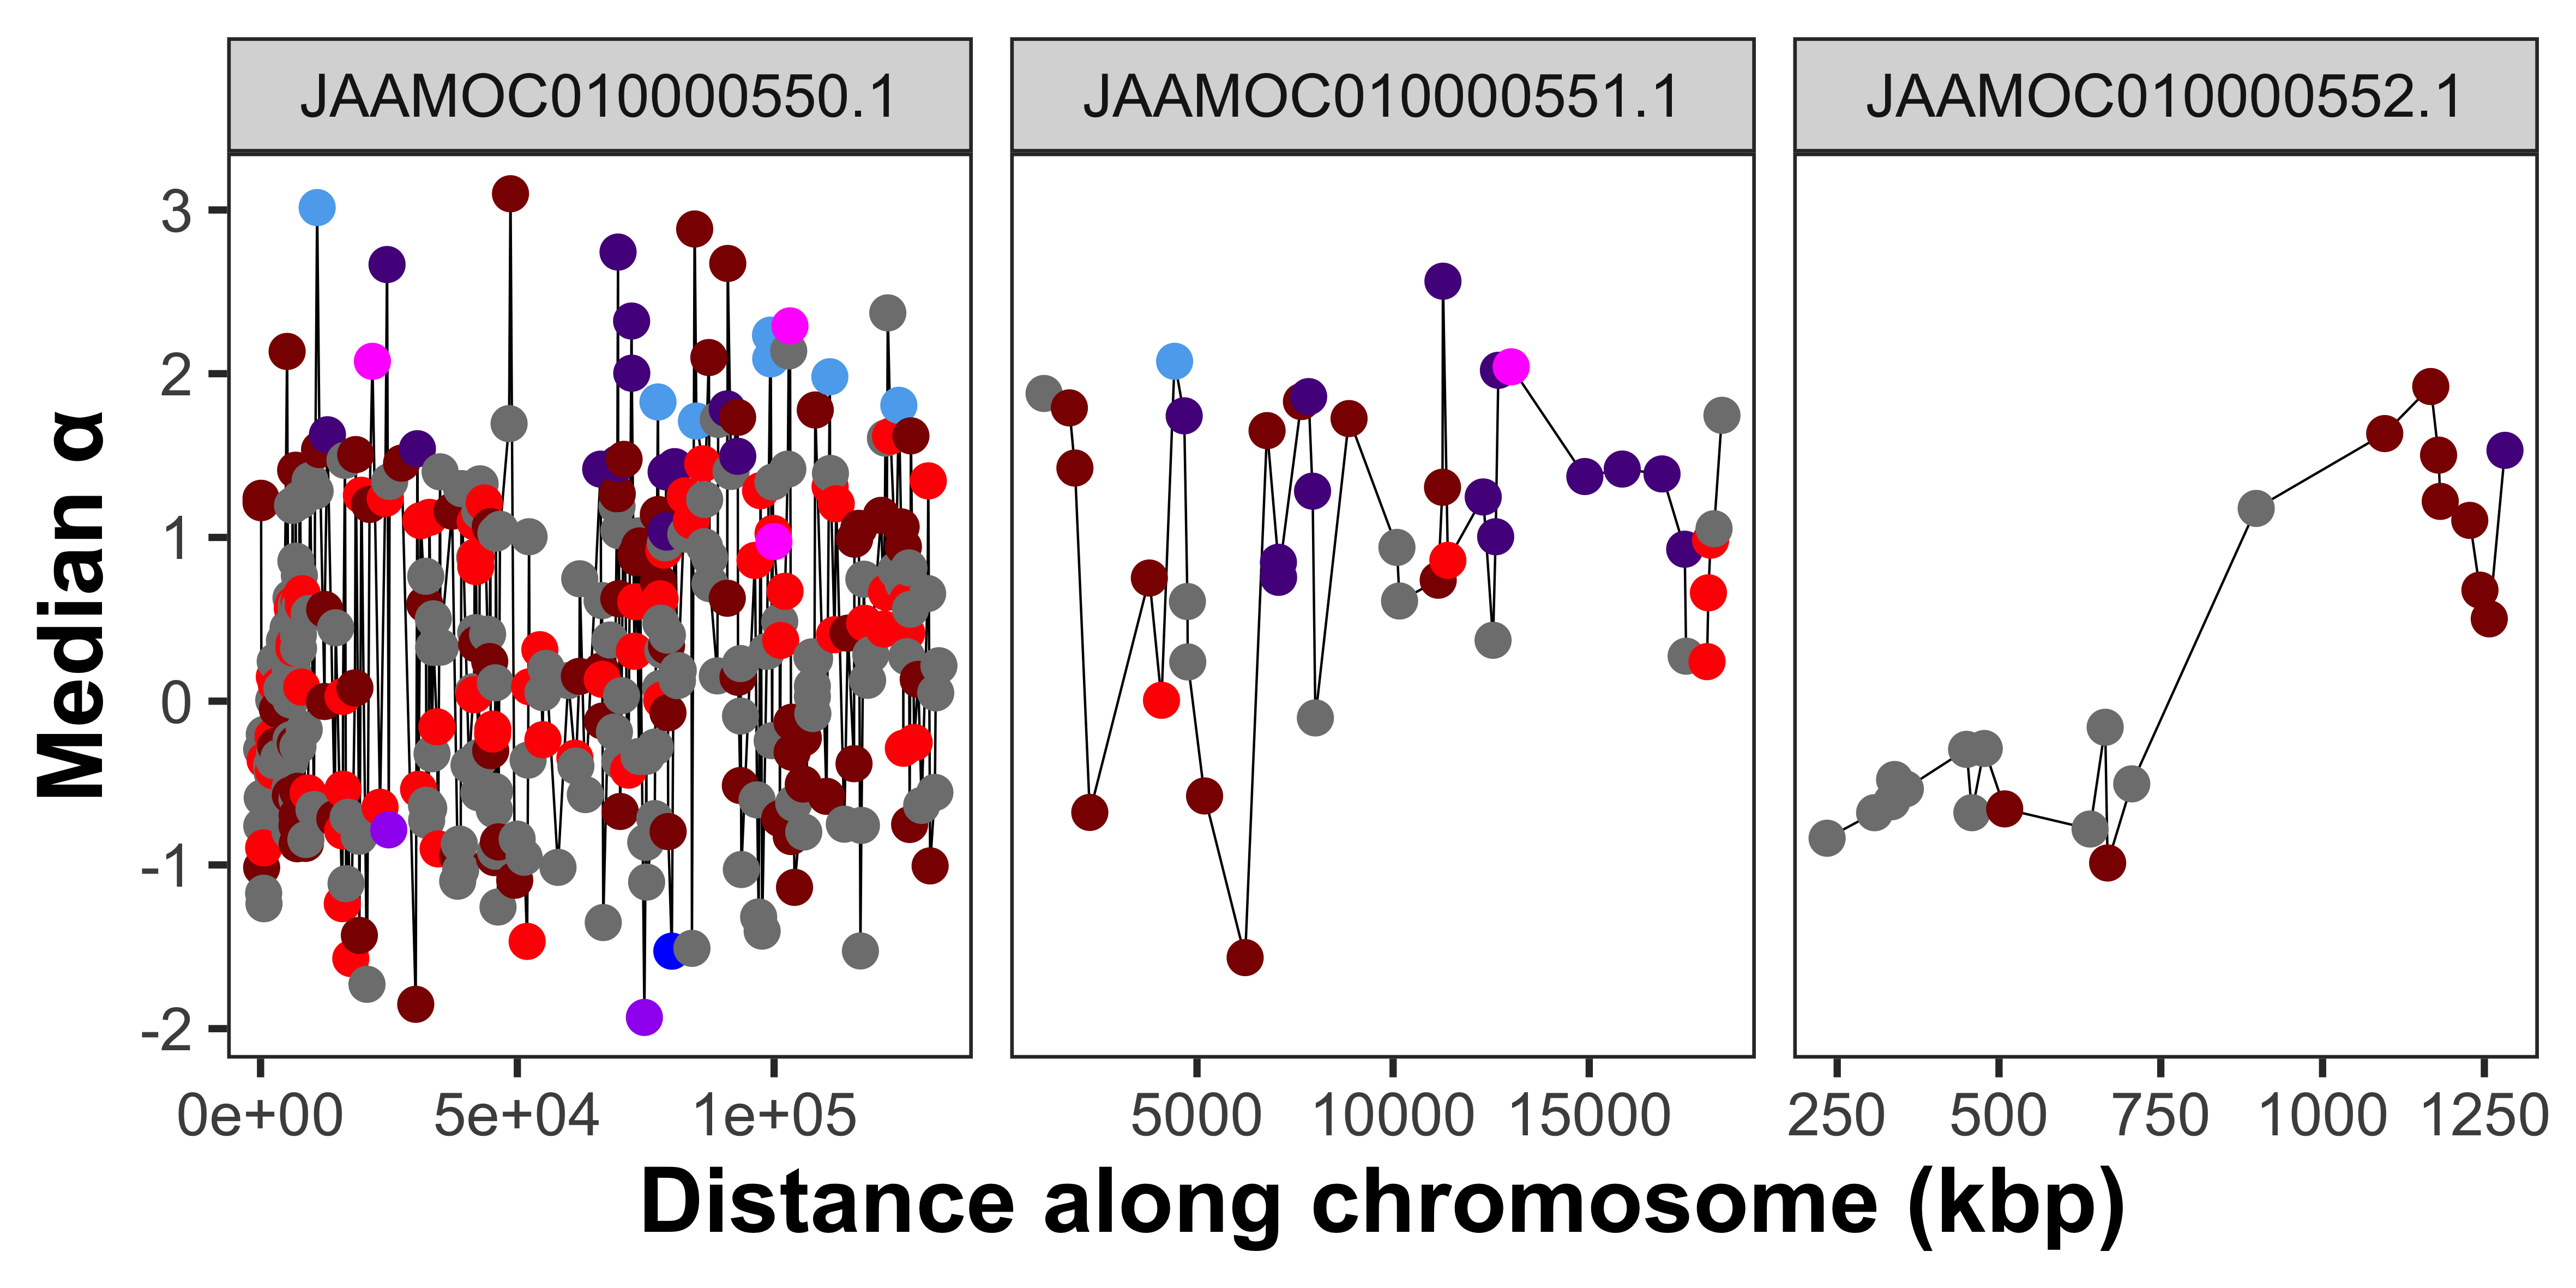 JAAMOC010000550.1 JAAMOC010000551.1 JAAMOC010000552.1
Median α
3
2
1
0
-1
-2
0e+00 5e+04 1e+05 5000 10000 15000 250 500 750 1000 1250
Distance along chromosome (kbp)